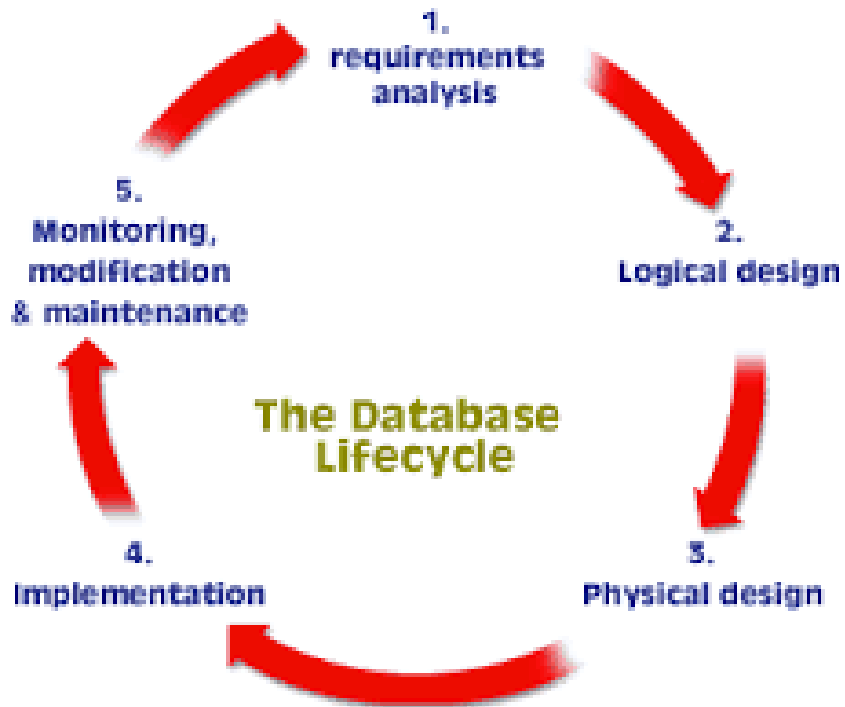 1.
requirements
analysis
2.
Logical design
3.
Physical design
4.
Implementation
5.
Monitoring,
modification
& maintenance
The Database
Lifecycle